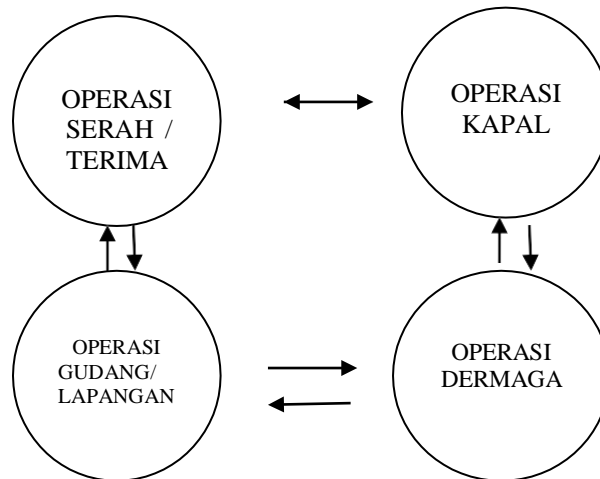 OPERASI
SERAH /
TERIMA
OPERASI
KAPAL
OPERASI
GUDANG/
LAPANGAN
OPERASI
DERMAGA